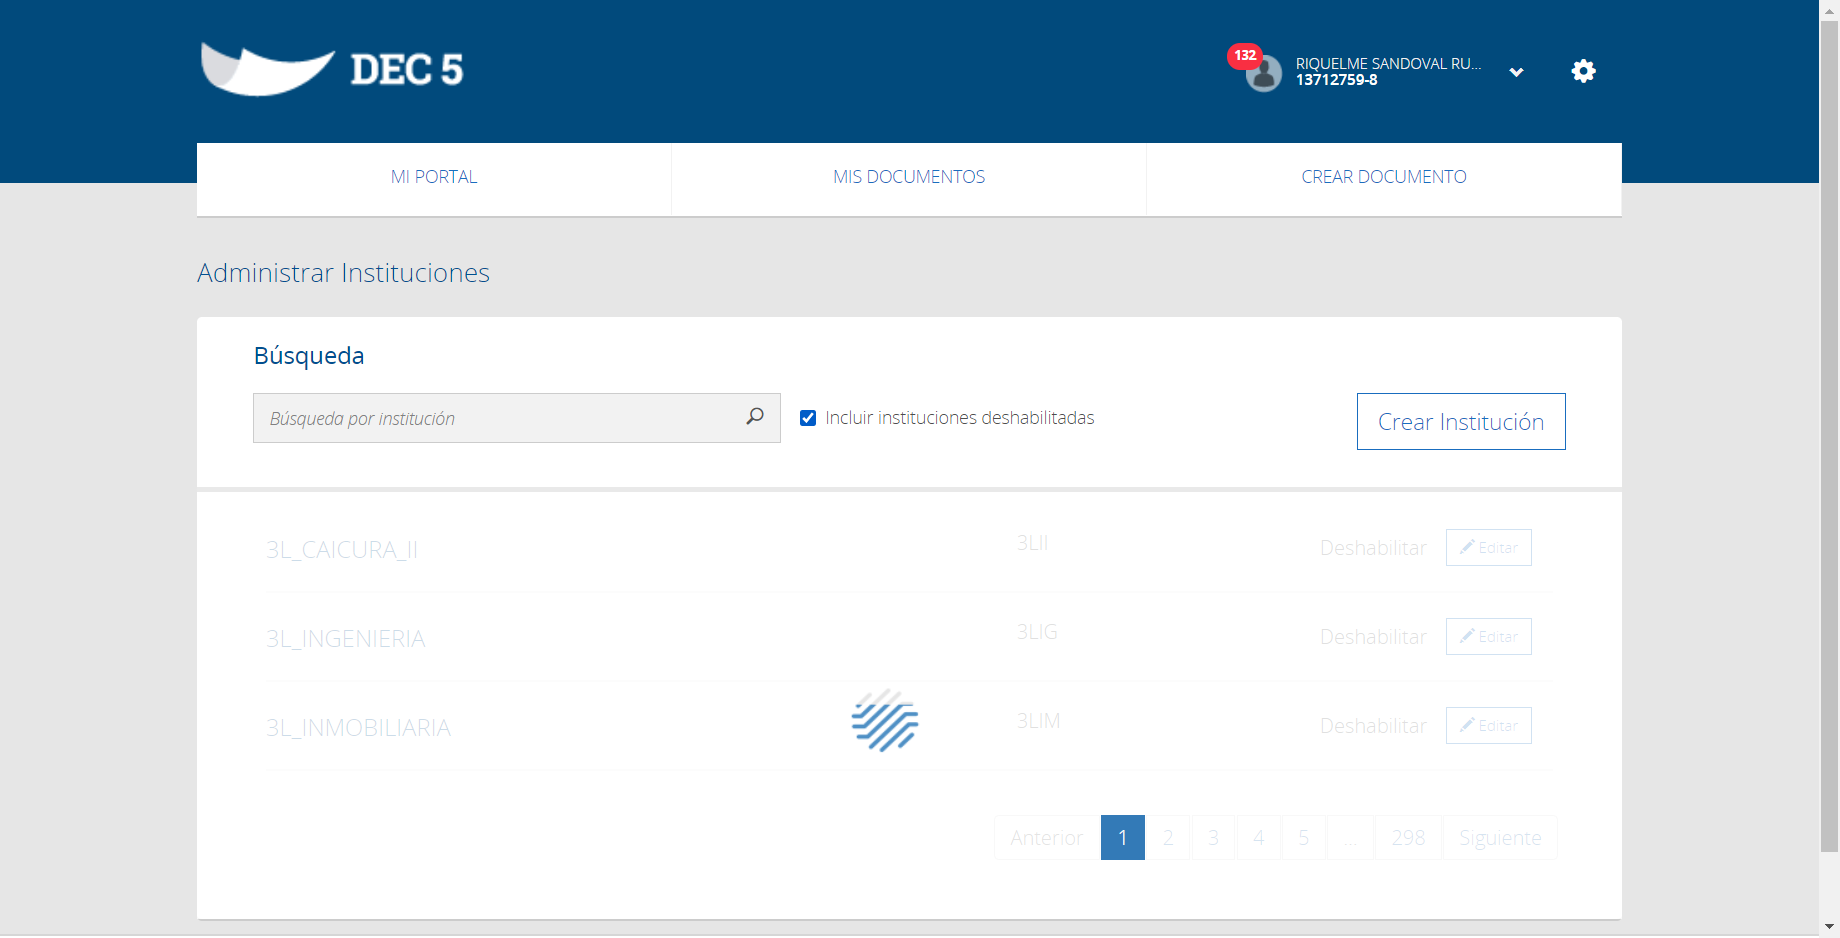 DEC 5
132
RIQUELME SANDOVAL RU...
13712759-8
MI PORTAL
MIS DOCUMENTOS
CREAR DOCUMENTO
Administrar Instituciones
Búsqueda
Búsqueda por institución
Incluir instituciones deshabilitadas
Crear Institución
3L_CAICURA_II 3LII Deshabilitar Editar
3L_INGENIERIA 3LIG Deshabilitar Editar
3L_INMOBILIARIA 3LIM Deshabilitar Editar
Anterior 1 2 3 4 5 ... 298 Siguiente